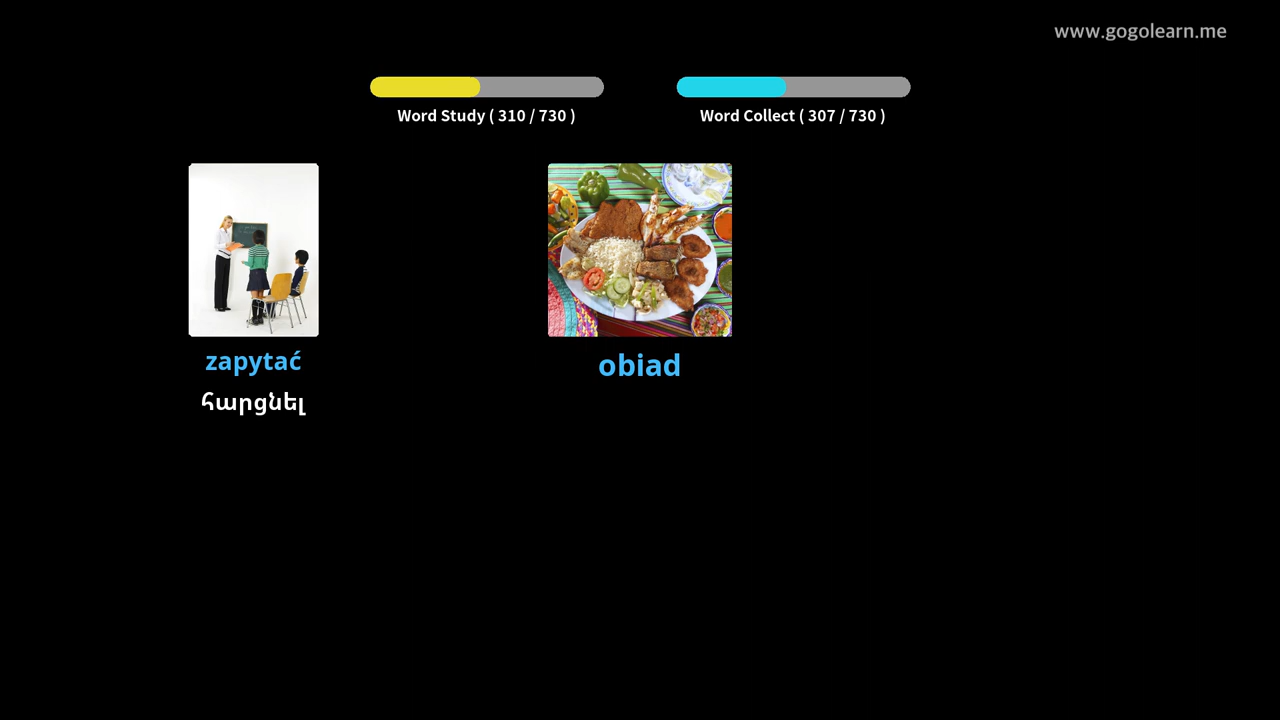 www.gogolearn.me
Word Study ( 310 / 730 )
Word Collect ( 307 / 730 )
zapytać
հարցնել
obiad